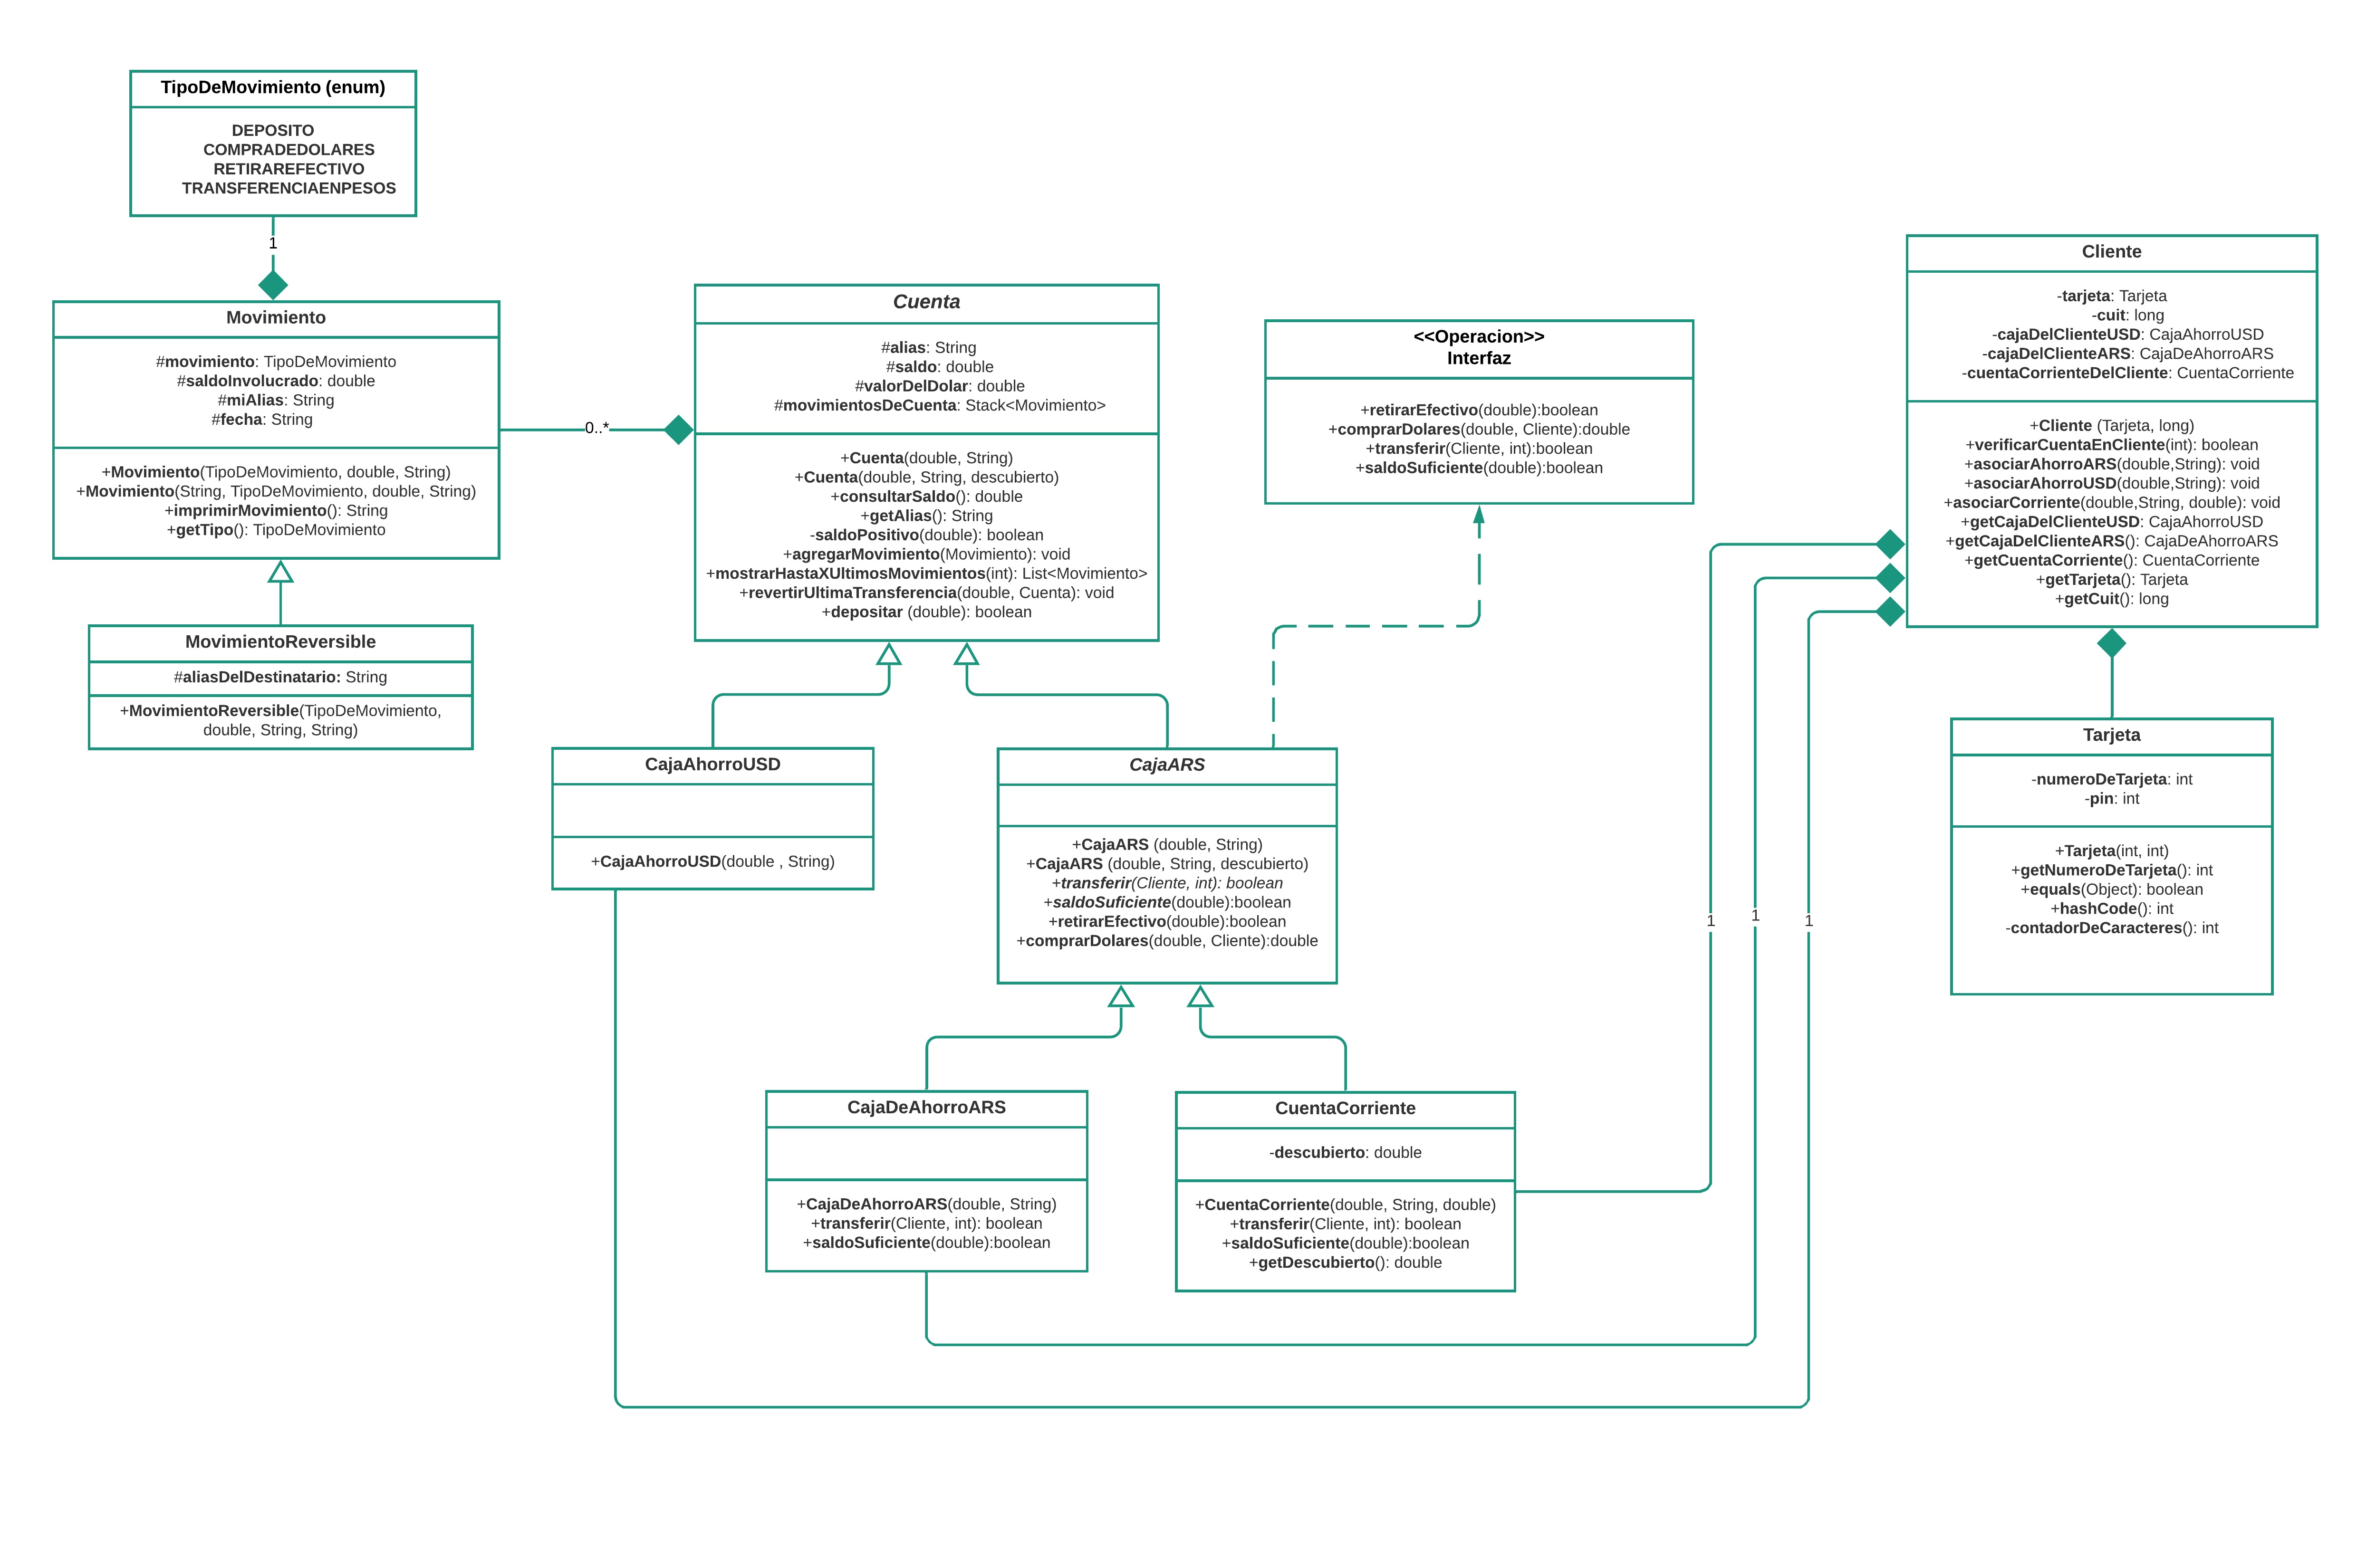 TipoDeMovimiento (enum)
DEPOSITO
COMPRADEDOLARES
RETIRAREFECTIVO
TRANSFERENCIAENPESOS
1
Movimiento
#movimiento: TipoDeMovimiento
#saldoInvolucrado: double
#miAlias: String
#fecha: String
+Movimiento(TipoDeMovimiento, double, String)
+Movimiento(String, TipoDeMovimiento, double, String)
+imprimirMovimiento(): String
+getTipo(): TipoDeMovimiento
MovimientoReversible
#aliasDelDestinatario: String
+MovimientoReversible(TipoDeMovimiento,
double, String, String)
0..*
Cuenta
#alias: String
#saldo: double
#valorDelDolar: double
#movimientosDeCuenta: Stack<Movimiento>
+Cuenta(double, String)
+Cuenta(double, String, descubierto)
+consultarSaldo(): double
+getAlias(): String
-saldoPositivo(double): boolean
+agregarMovimiento(Movimiento): void
+mostrarHastaXUltimosMovimientos(int): List<Movimiento>
+revertirUltimaTransferencia(double, Cuenta): void
+depositar (double): boolean
<<Operacion>>
Interfaz
+retirarEfectivo(double):boolean
+comprarDolares(double, Cliente):double
+transferir(Cliente, int):boolean
+saldoSuficiente(double):boolean
Cliente
-tarjeta: Tarjeta
-cuit: long
-cajaDelClienteUSD: CajaAhorroUSD
-cajaDelClienteARS: CajaDeAhorroARS
-cuentaCorrienteDelCliente: CuentaCorriente
+Cliente (Tarjeta, long)
+verificarCuentaEnCliente(int): boolean
+asociarAhorroARS(double,String): void
+asociarAhorroUSD(double,String): void
+asociarCorriente(double,String, double): void
+getCajaDelClienteUSD: CajaAhorroUSD
+getCajaDelClienteARS(): CajaDeAhorroARS
+getCuentaCorriente(): CuentaCorriente
+getTarjeta(): Tarjeta
+getCuit(): long
Tarjeta
-numeroDeTarjeta: int
-pin: int
+Tarjeta(int, int)
+getNumeroDeTarjeta(): int
+equals(Object): boolean
+hashCode(): int
-contadorDeCaracteres(): int
CajaAhorroUSD
+CajaAhorroUSD(double , String)
CajaARS
+CajaARS (double, String)
+CajaARS (double, String, descubierto)
+transferir(Cliente, int): boolean
+saldoSuficiente(double):boolean
+retirarEfectivo(double):boolean
+comprarDolares(double, Cliente):double
1
1
1
CajaDeAhorroARS
+CajaDeAhorroARS(double, String)
+transferir(Cliente, int): boolean
+saldoSuficiente(double):boolean
CuentaCorriente
-descubierto: double
+CuentaCorriente(double, String, double)
+transferir(Cliente, int): boolean
+saldoSuficiente(double):boolean
+getDescubierto(): double